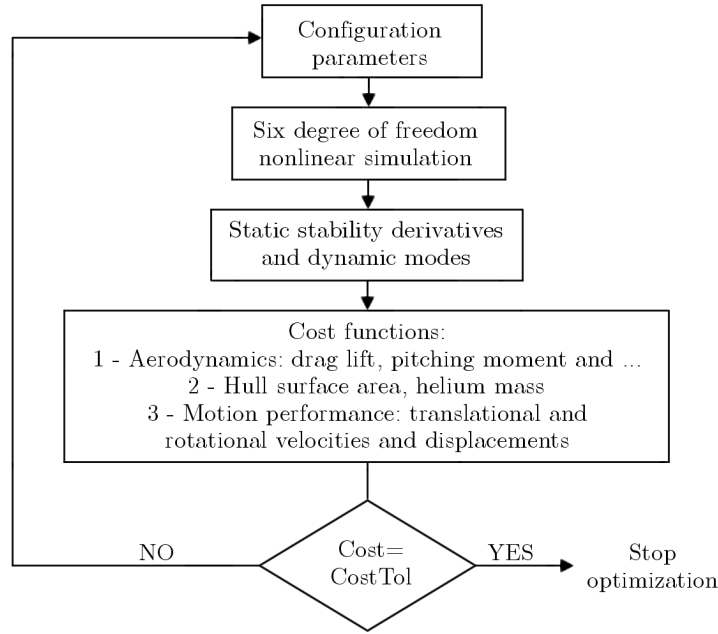 Configuration
parameters
Six degree of freedom
nonlinear simulation
Static stability derivatives
and dynamic modes
Cost functions:
1 - Aerodynamics: drag lift, pitching moment and ...
2 - Hull surface area, helium mass
3 - Motion performance: translational and
rotational velocities and displacements
NO
Cost=
CostTol
YES
Stop
optimization